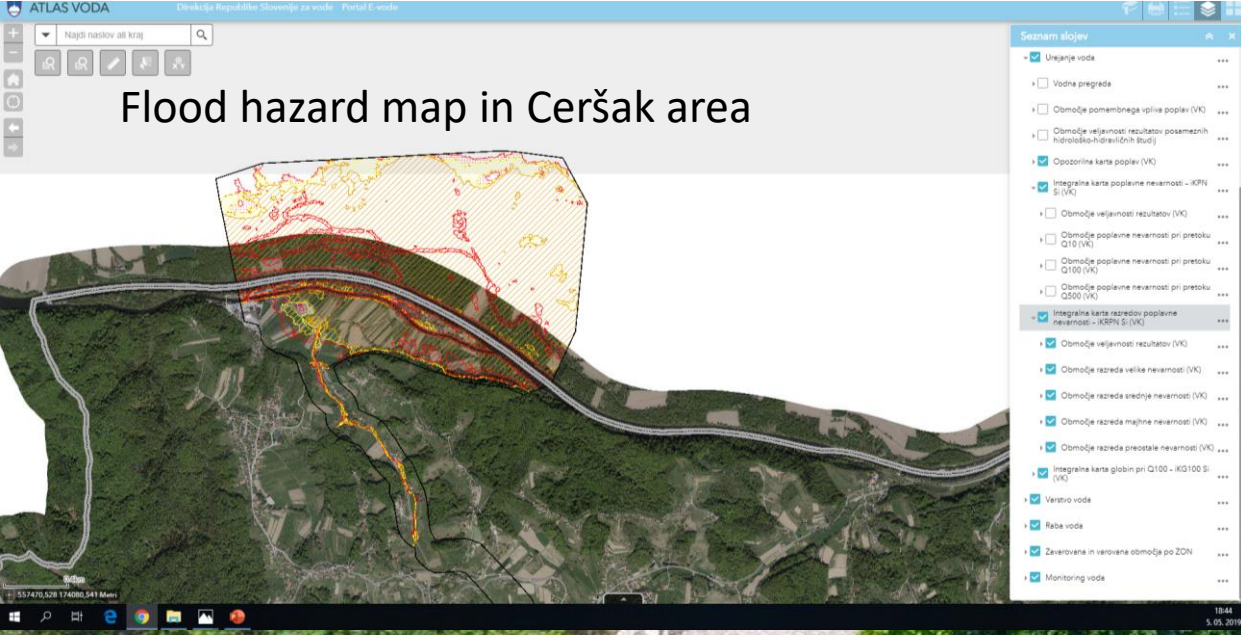 ATLAS VODA
Direkcija Republike Slovenije za vode
Portal E-vode
Najdi naslov ali kraj
Flood hazard map in Ceršak area
Seznam slojev
Urejanje voda
Vodna pregrada
Območje pomembnega vpliva poplav (VK)
Območje veljavnosti rezultatov posameznih
hidrološko-hidravličnih študij
Opozorilna karta poplav (VK)
Integralna karta poplavne nevarnosti – iKPN
Si (VK)
Območje veljavnosti rezultatov (VK)
Območje poplavne nevarnosti pri pretoku
Q10 (VK)
Območje poplavne nevarnosti pri pretoku
Q100 (VK)
Območje poplavne nevarnosti pri pretoku
Q500 (VK)
Integralna karta razredov poplavne
nevarnosti – iKRPN Si (VK)
Območje veljavnosti rezultatov (VK)
Območje razreda velike nevarnosti (VK)
Območje razreda srednje nevarnosti (VK)
Območje razreda majhne nevarnosti (VK)
Območje razreda preostale nevarnosti (VK)
Integralna karta globin pri Q100 – iKG100 Si
(VK)
Varstvo voda
Raba voda
Zavarovana in varovana območja po ZON
Monitoring voda
0.4km
557470,528 174080,541 Metri
18:44
5. 05. 2019